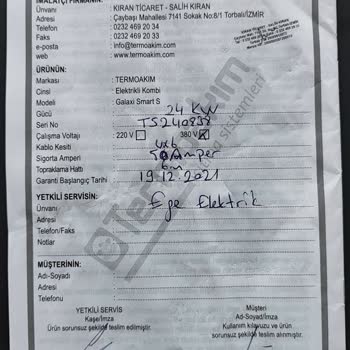 İMALATÇI FİRMANIN:
Ünvanı : KIRAN TİCARET - SALİH KIRAN
Adresi : Çaybaşı Mahallesi 7141 Sokak No:8/1 Torbalı/İZMİR
Telefon : 0232 469 20 34
Faks : 0232 469 20 33
e-posta : info@termoakim.com
web : www.termoakim.com
ÜRÜNÜN:
Markası : TERMOAKIM
Cinsi : Elektrikli Kombi
Modeli : Galaxi Smart S
Gücü : 24 KW
Seri No : TS240838
Çalışma Voltajı : 220 V 380 V
Kablo Kesiti : 4x6
Sigorta Amperi : 50 Amper
Topraklama Hattı : 6m
Garanti Başlangıç Tarihi : 19.12.2021
YETKİLİ SERVİSİN:
Ünvanı : Ege Elektrik
Adresi :
Telefon/Faks :
Notlar :
MÜŞTERİNİN:
Adı-Soyadı :
Adresi :
Telefonu :
YETKİLİ SERVİS
Kaşe/İmza
Ürün sorunsuz şekilde teslim edilmiştir.
Müşteri
Ad-Soyad/İmza
Kullanım kılavuzu ve ürün
sorunsuz şekilde teslim alınmıştır.